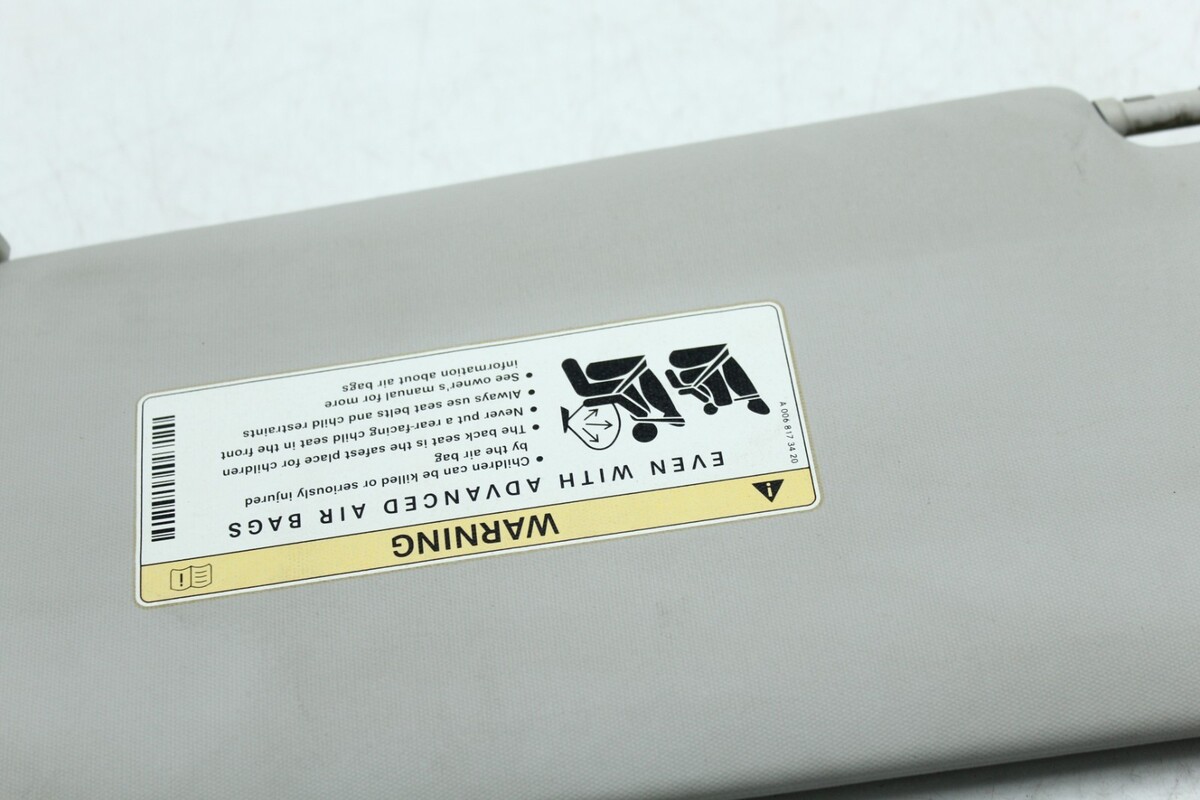 WARNING
EVEN WITH ADVANCED AIR BAGS
• Children can be killed or seriously injured
by the air bag
• The back seat is the safest place for children
• Never put a rear-facing child seat in the front
• Always use seat belts and child restraints
• See owner's manual for more
information about air bags
A 006 817 34 20